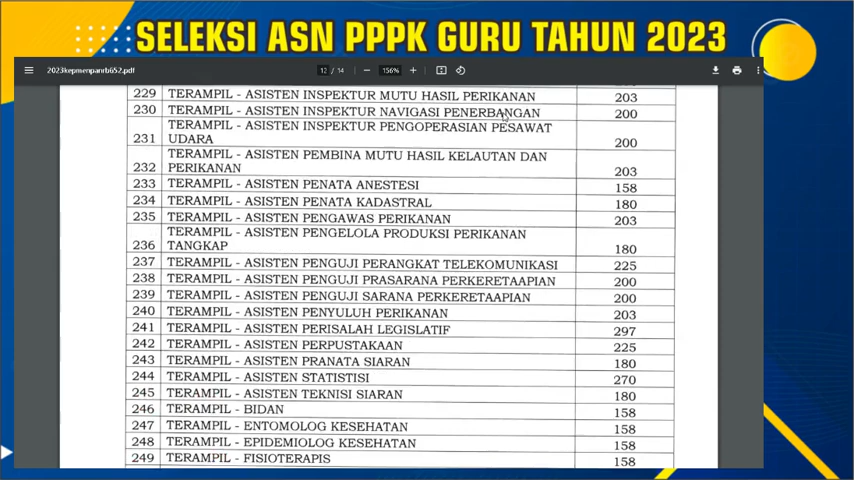 SELEKSI ASN PPPK GURU TAHUN 2023
2023kepmenpanrb652.pdf 12 / 14 156%
229 TERAMPIL - ASISTEN INSPEKTUR MUTU HASIL PERIKANAN 203
230 TERAMPIL - ASISTEN INSPEKTUR NAVIGASI PENERBANGAN 200
TERAMPIL - ASISTEN INSPEKTUR PENGOPERASIAN PESAWAT
231 UDARA 200
TERAMPIL - ASISTEN PEMBINA MUTU HASIL KELAUTAN DAN
232 PERIKANAN 203
233 TERAMPIL - ASISTEN PENATA ANESTESI 158
234 TERAMPIL - ASISTEN PENATA KADASTRAL 180
235 TERAMPIL - ASISTEN PENGAWAS PERIKANAN 203
TERAMPIL - ASISTEN PENGELOLA PRODUKSI PERIKANAN
236 TANGKAP 180
237 TERAMPIL - ASISTEN PENGUJI PERANGKAT TELEKOMUNIKASI 225
238 TERAMPIL - ASISTEN PENGUJI PRASARANA PERKERETAAPIAN 200
239 TERAMPIL - ASISTEN PENGUJI SARANA PERKERETAAPIAN 200
240 TERAMPIL - ASISTEN PENYULUH PERIKANAN 203
241 TERAMPIL - ASISTEN PERISALAH LEGISLATIF 297
242 TERAMPIL - ASISTEN PERPUSTAKAAN 225
243 TERAMPIL - ASISTEN PRANATA SIARAN 180
244 TERAMPIL - ASISTEN STATISTISI 270
245 TERAMPIL - ASISTEN TEKNISI SIARAN 180
246 TERAMPIL - BIDAN 158
247 TERAMPIL - ENTOMOLOG KESEHATAN 158
248 TERAMPIL - EPIDEMIOLOG KESEHATAN 158
249 TERAMPIL - FISIOTERAPIS 158